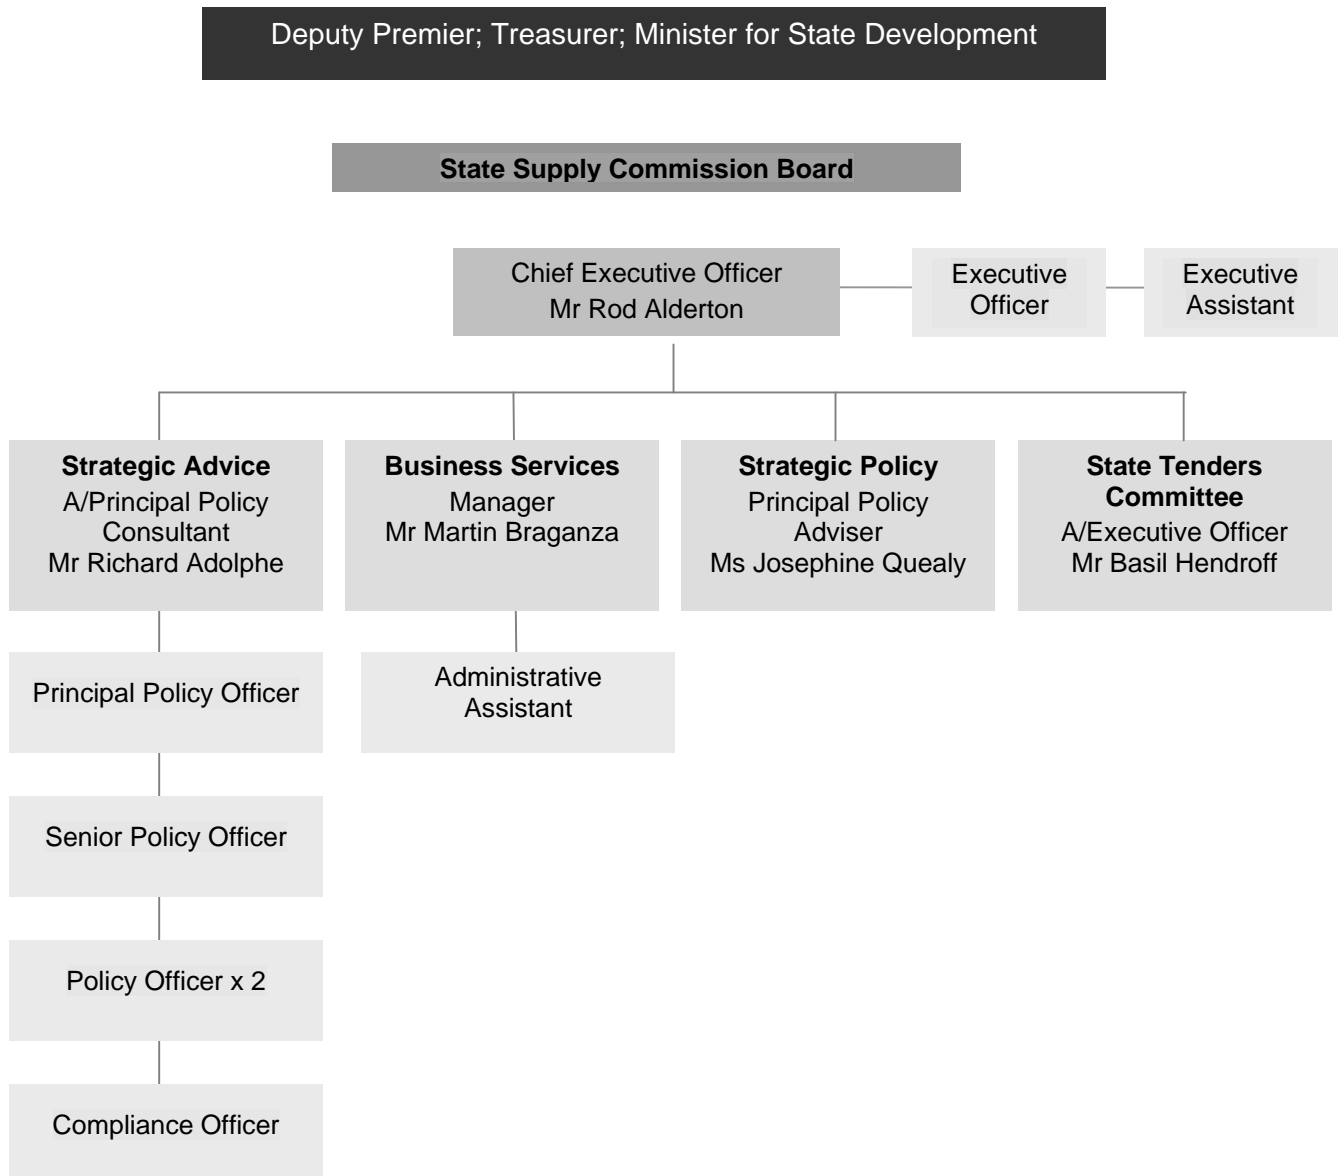 Deputy Premier; Treasurer; Minister for State Development
State Supply Commission Board
Chief Executive Officer
Mr Rod Alderton
Executive
Officer
Executive
Assistant
Strategic Advice
A/Principal Policy
Consultant
Mr Richard Adolphe
Business Services
Manager
Mr Martin Braganza
Strategic Policy
Principal Policy
Adviser
Ms Josephine Quealy
State Tenders
Committee
A/Executive Officer
Mr Basil Hendroff
Principal Policy Officer
Administrative
Assistant
Senior Policy Officer
Policy Officer x 2
Compliance Officer